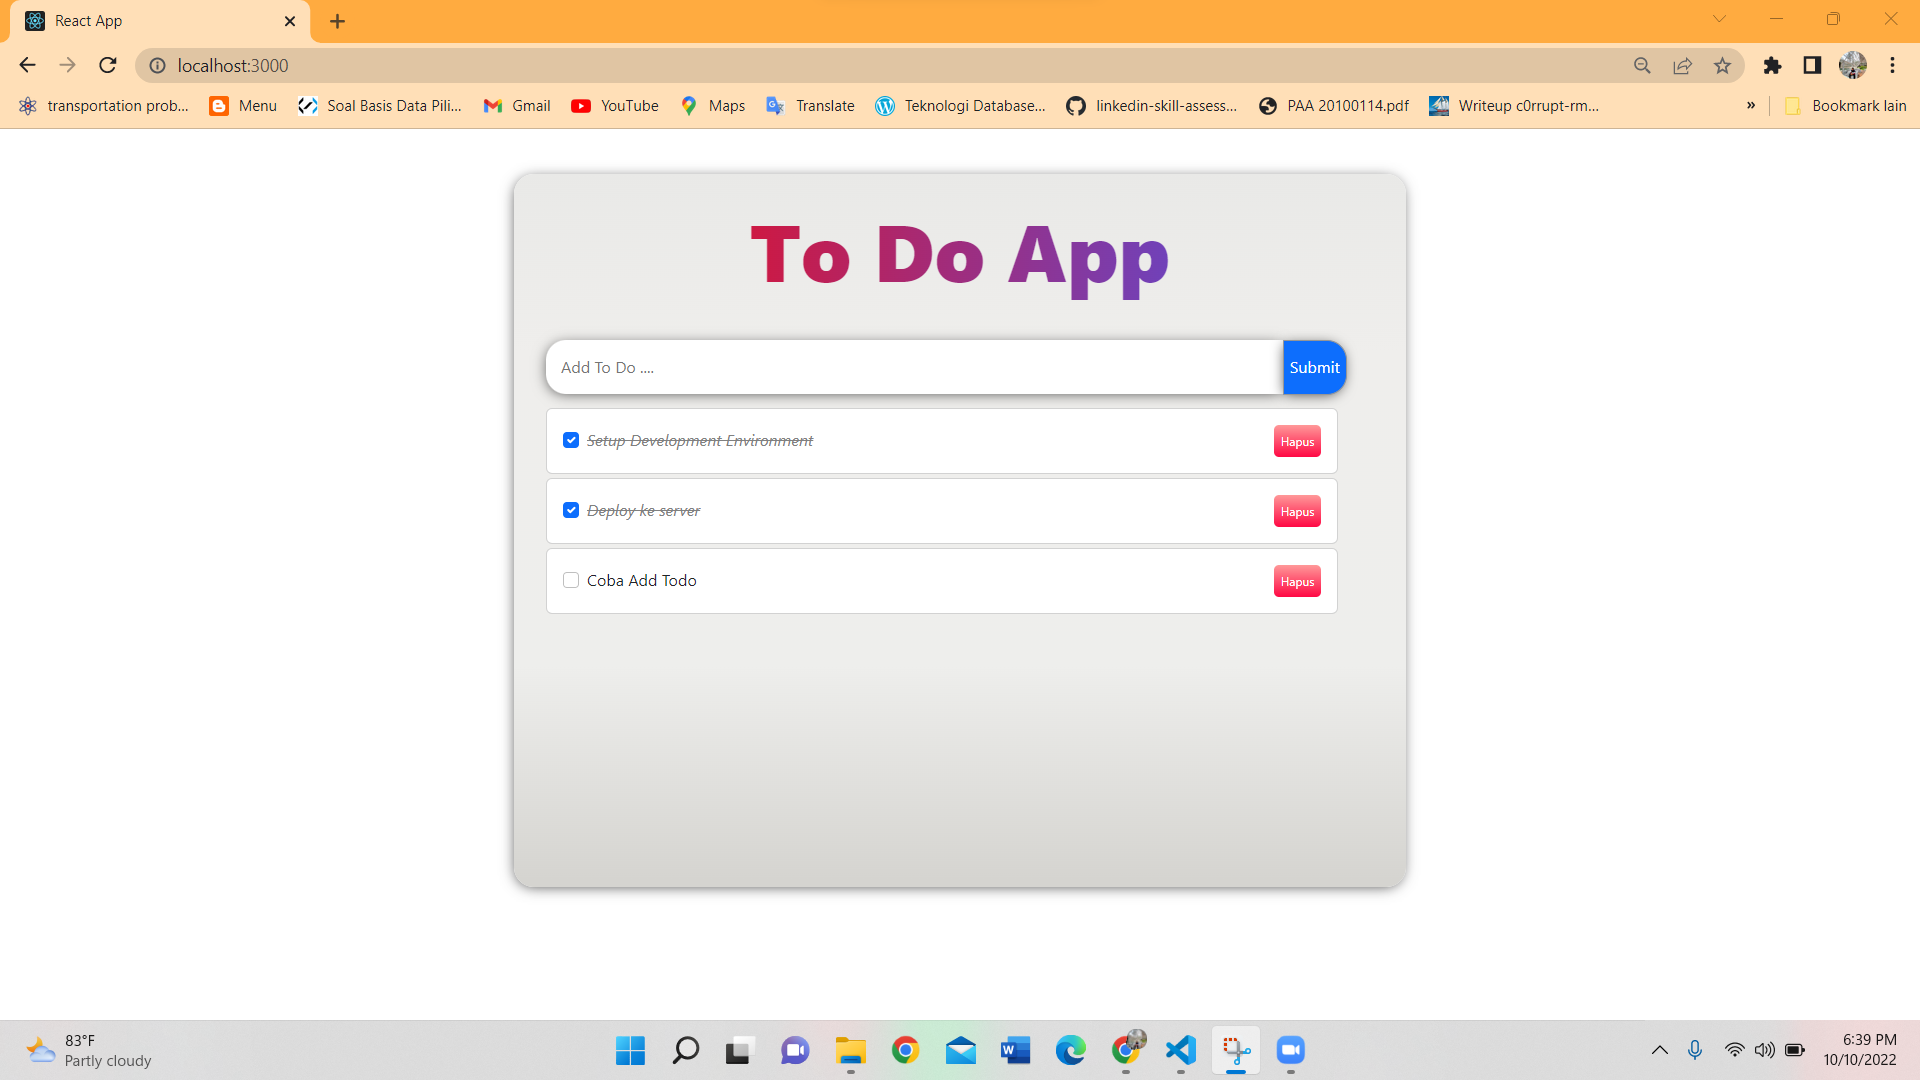 React App
localhost:3000
transportation prob...
Menu
Soal Basis Data Pili...
Gmail
YouTube
Maps
Translate
Teknologi Database...
linkedin-skill-assess...
PAA 20100114.pdf
Writeup c0rrupt-rm...
»
Bookmark lain
To Do App
Add To Do ....
Submit
Setup Development Environment
Hapus
Deploy ke server
Hapus
Coba Add Todo
Hapus
83°F
Partly cloudy
6:39 PM
10/10/2022